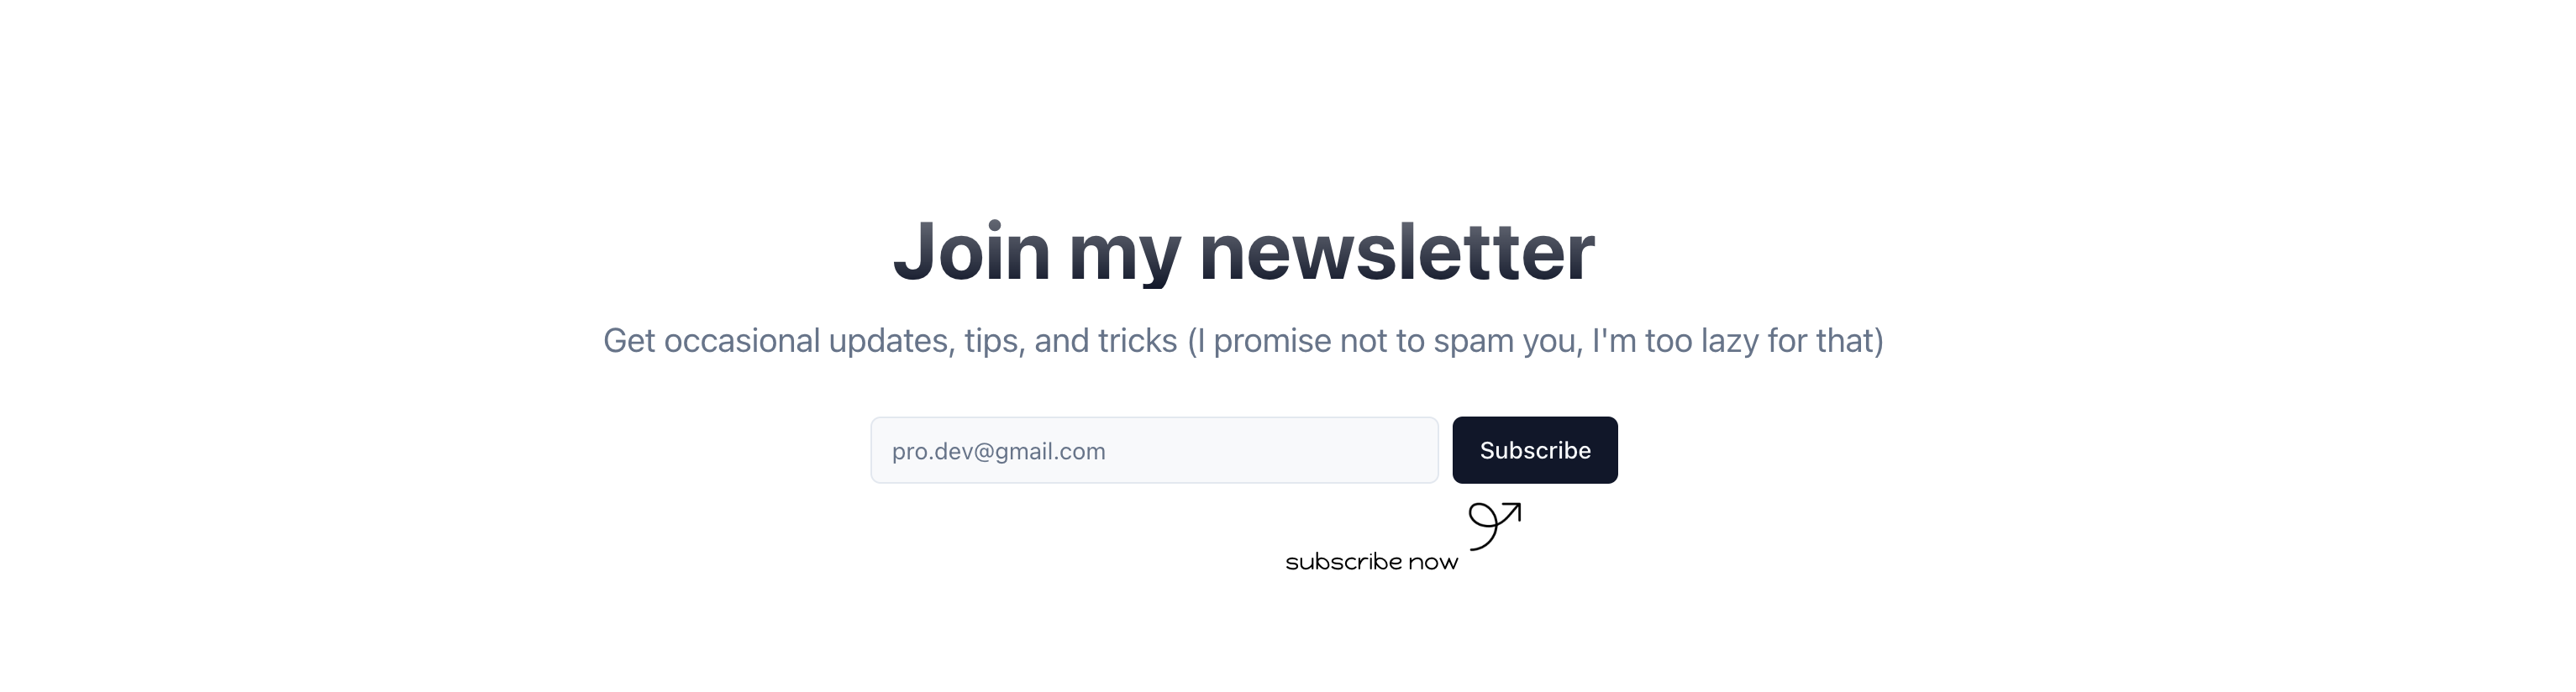 Join my newsletter
Get occasional updates, tips, and tricks (I promise not to spam you, I'm too lazy for that)
pro.dev@gmail.com Subscribe
subscribe now